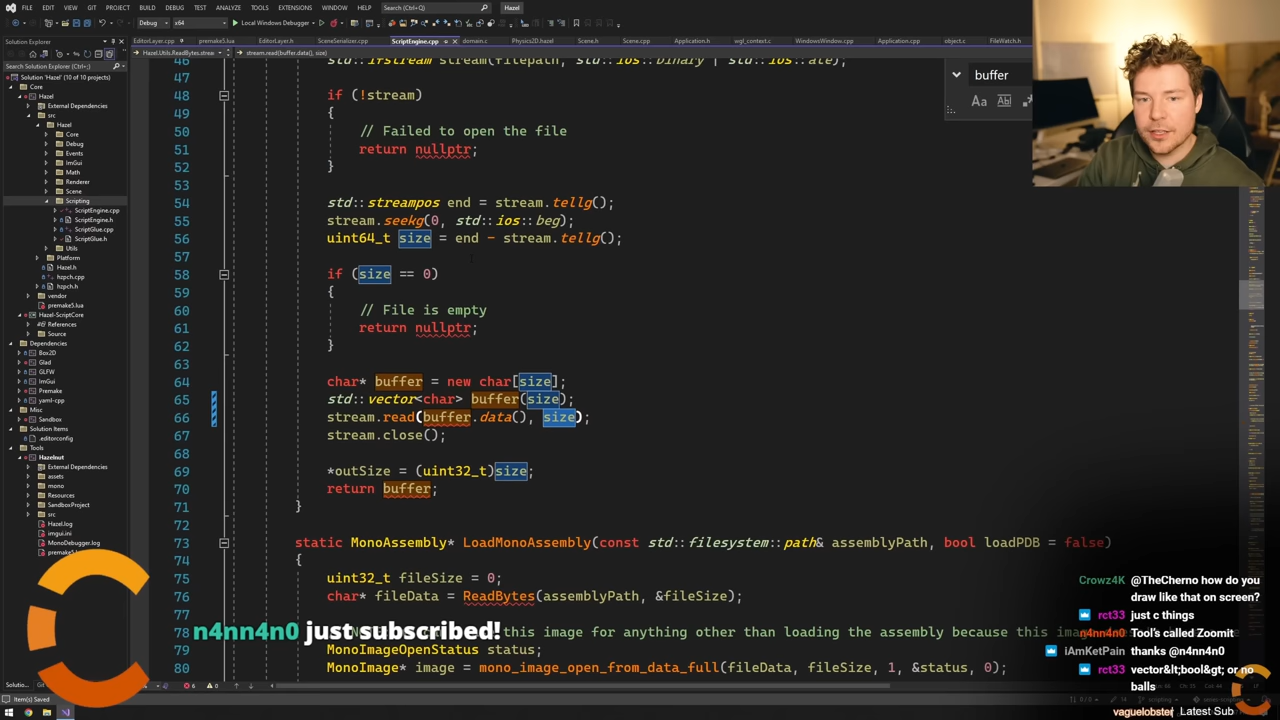 FILE EDIT VIEW GIT PROJECT BUILD DEBUG TEST ANALYZE TOOLS EXTENSIONS WINDOW HELP Search (Ctrl+Q) Hazel
Debug x64 Local Windows Debugger
Solution Explorer
Search Solution Explorer (Ctrl+;)
Solution 'Hazel' (10 of 10 projects)
Core
Hazel
External Dependencies
src
Hazel
Core
Debug
Events
ImGui
Math
Renderer
Scene
Scripting
ScriptEngine.cpp
ScriptEngine.h
ScriptGlue.cpp
ScriptGlue.h
Utils
Platform
Hazel.h
hzpch.cpp
hzpch.h
vendor
premake5.lua
Hazel-ScriptCore
References
Source
Dependencies
Box2D
Glad
GLFW
ImGui
Premake
yaml-cpp
Misc
Sandbox
Solution Items
.editorconfig
Tools
Hazelnut
External Dependencies
assets
mono
Resources
SandboxProject
src
Hazel.log
imgui.ini
MonoDebugger.log
EditorLayer.cpp premake5.lua EditorLayer.h SceneSerializer.cpp ScriptEngine.cpp domain.c Physics2D.hazel Scene.h Scene.cpp Application.h wgl_context.c WindowsWindow.cpp Application.cpp object.c FileWatch.h
Hazel.Utils.ReadBytes.strea stream.read(buffer.data(), size)
46 std::ifstream stream(filepath, std::ios::binary | std::ios::ate);
47
48 if (!stream)
49 {
50 // Failed to open the file
51 return nullptr;
52 }
53
54 std::streampos end = stream.tellg();
55 stream.seekg(0, std::ios::beg);
56 uint64_t size = end - stream.tellg();
57
58 if (size == 0)
59 {
60 // File is empty
61 return nullptr;
62 }
63
64 char* buffer = new char[size];
65 std::vector<char> buffer(size);
66 stream.read(buffer.data(), size);
67 stream.close();
68
69 *outSize = (uint32_t)size;
70 return buffer;
71 }
72
73 static MonoAssembly* LoadMonoAssembly(const std::filesystem::path& assemblyPath, bool loadPDB = false)
74 {
75 uint32_t fileSize = 0;
76 char* fileData = ReadBytes(assemblyPath, &fileSize);
77
78 this image for anything other than loading the assembly because this
79 MonoImageOpenStatus status;
80 MonoImage* image = mono_image_open_from_data_full(fileData, fileSize, 1, &status, 0);
buffer
Aa Ab
n4nn4n0 just subscribed!
Crowz4K @TheCherno how do you
draw like that on screen?
rct33 just c things
n4nn4n0 Tool's called Zoomit
iAmKetPain thanks @n4nn4n0
rct33 vector&lt;bool&gt; or no
balls
vaguelobster Latest Sub
6 0
Item(s) Saved